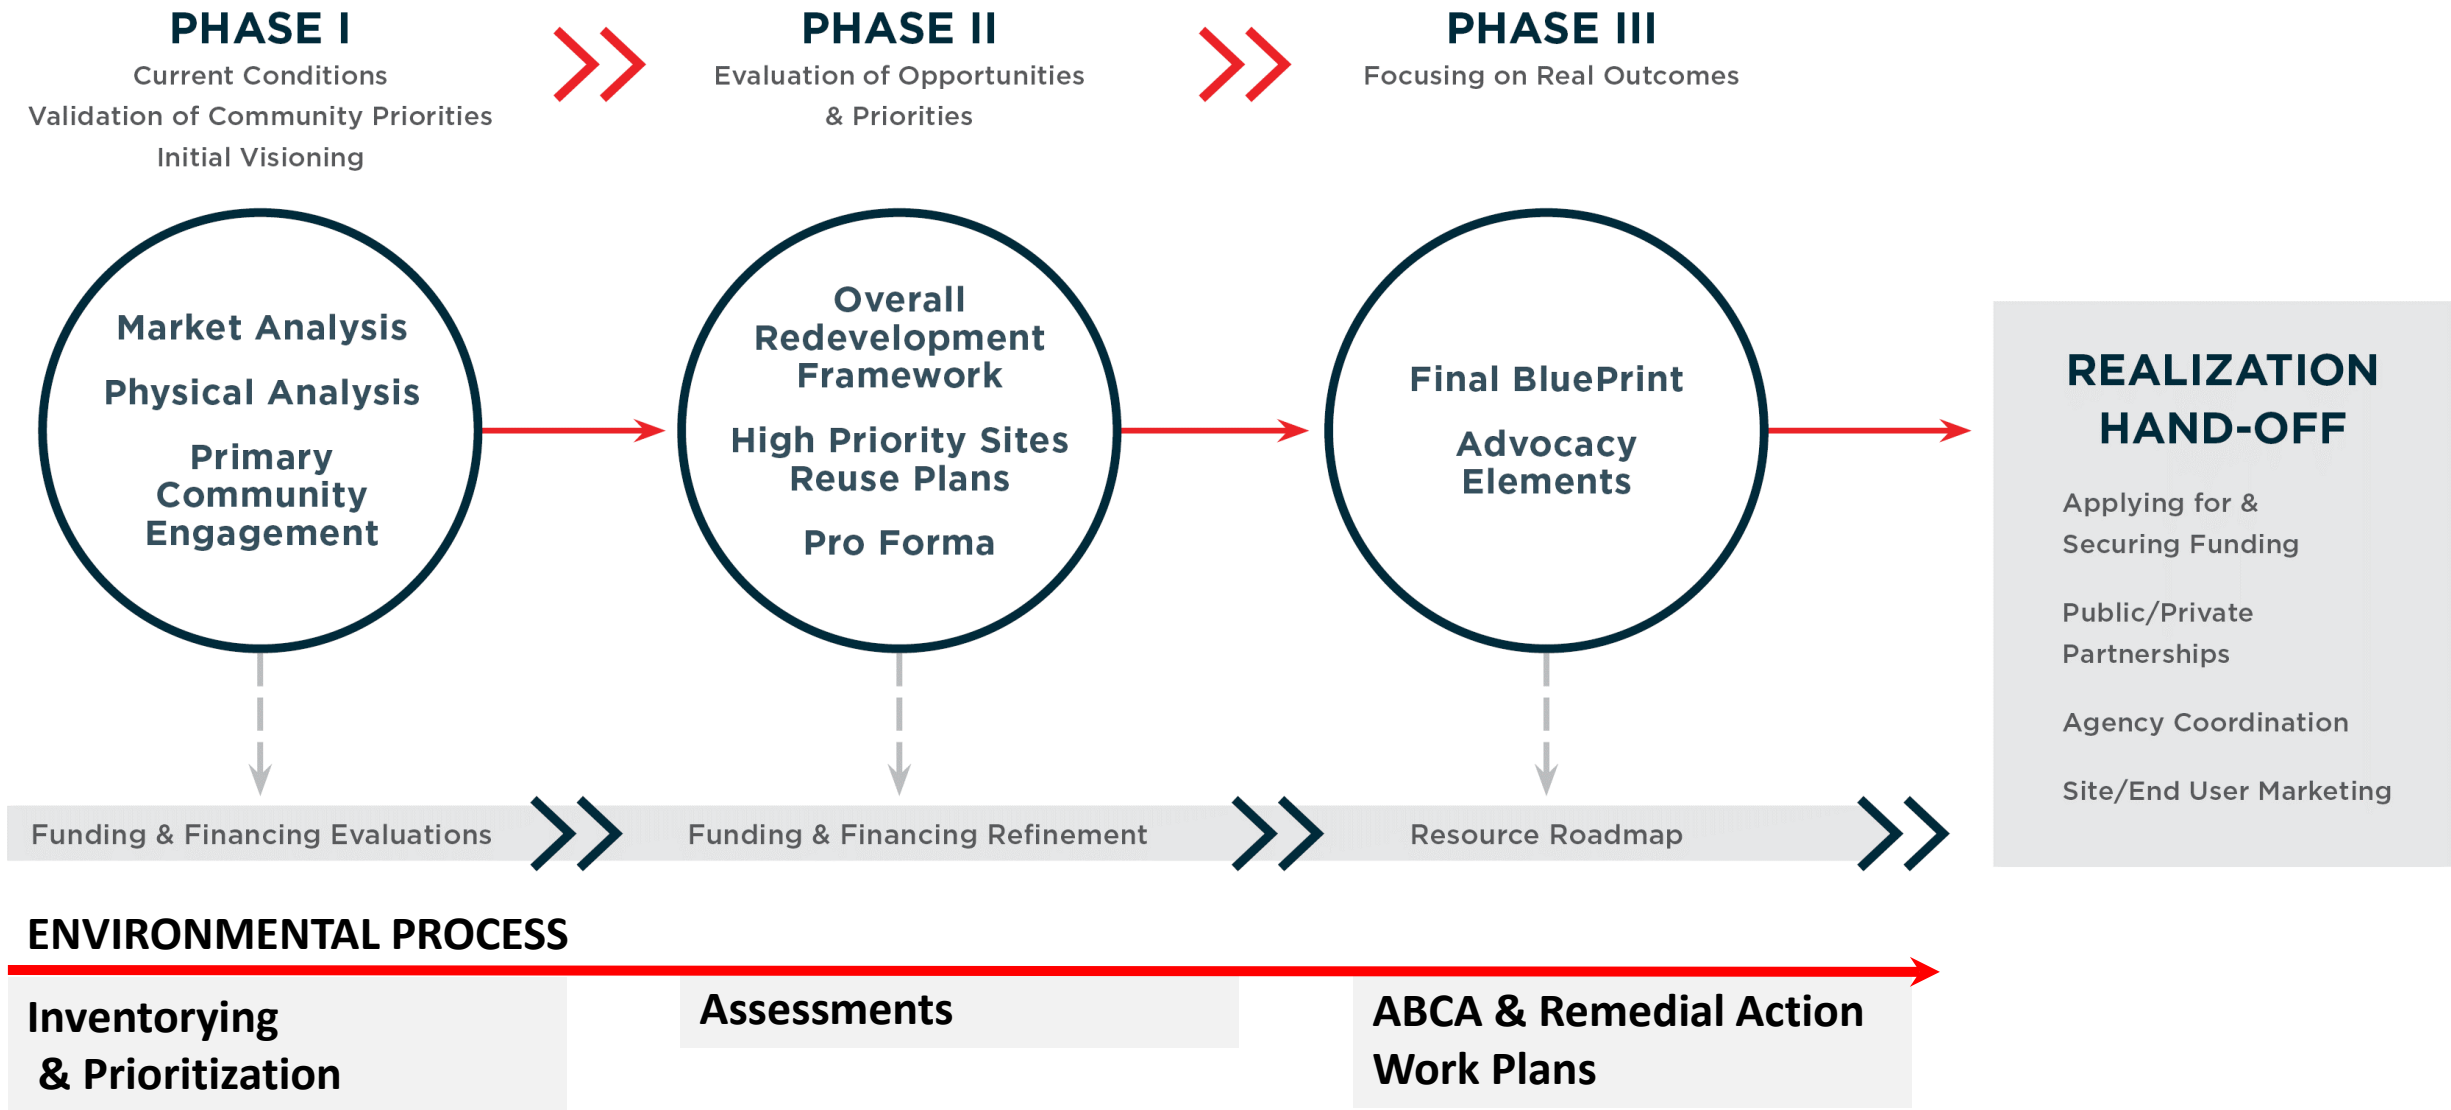 PHASE I
Current Conditions
Validation of Community Priorities
Initial Visioning
PHASE II
Evaluation of Opportunities
& Priorities
PHASE III
Focusing on Real Outcomes
Market Analysis
Physical Analysis
Primary
Community
Engagement
Overall
Redevelopment
Framework
High Priority Sites
Reuse Plans
Pro Forma
Final BluePrint
Advocacy
Elements
REALIZATION
HAND-OFF
Applying for &
Securing Funding
Public/Private
Partnerships
Agency Coordination
Site/End User Marketing
Funding & Financing Evaluations
Funding & Financing Refinement
Resource Roadmap
ENVIRONMENTAL PROCESS
Inventorying
& Prioritization
Assessments
ABCA & Remedial Action
Work Plans